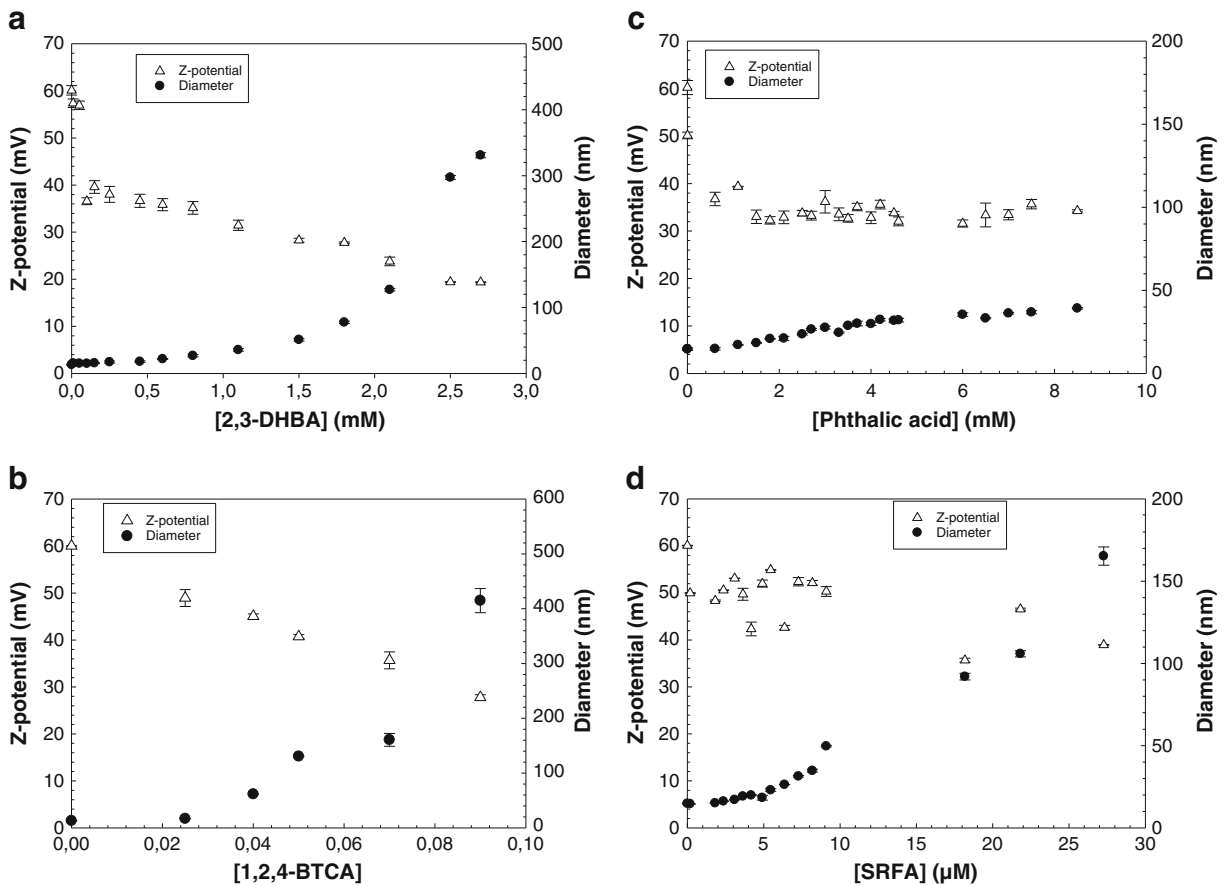 a
70
60
50
40
30
20
10
0
Z-potential (mV)
Z-potential
Diameter
500
400
300
200
100
0
Diameter (nm)
0,0 0,5 1,0 1,5 2,0 2,5 3,0
[2,3-DHBA] (mM)
c
70
60
50
40
30
20
10
0
Z-potential (mV)
Z-potential
Diameter
200
150
100
50
0
Diameter (nm)
0 2 4 6 8 10
[Phthalic acid] (mM)
b
70
60
50
40
30
20
10
0
Z-potential (mV)
Z-potential
Diameter
600
500
400
300
200
100
0
Diameter (nm)
0,00 0,02 0,04 0,06 0,08 0,10
[1,2,4-BTCA]
d
70
60
50
40
30
20
10
0
Z-potential (mV)
Z-potential
Diameter
200
150
100
50
0
Diameter (nm)
0 5 10 15 20 25 30
[SRFA] (µM)